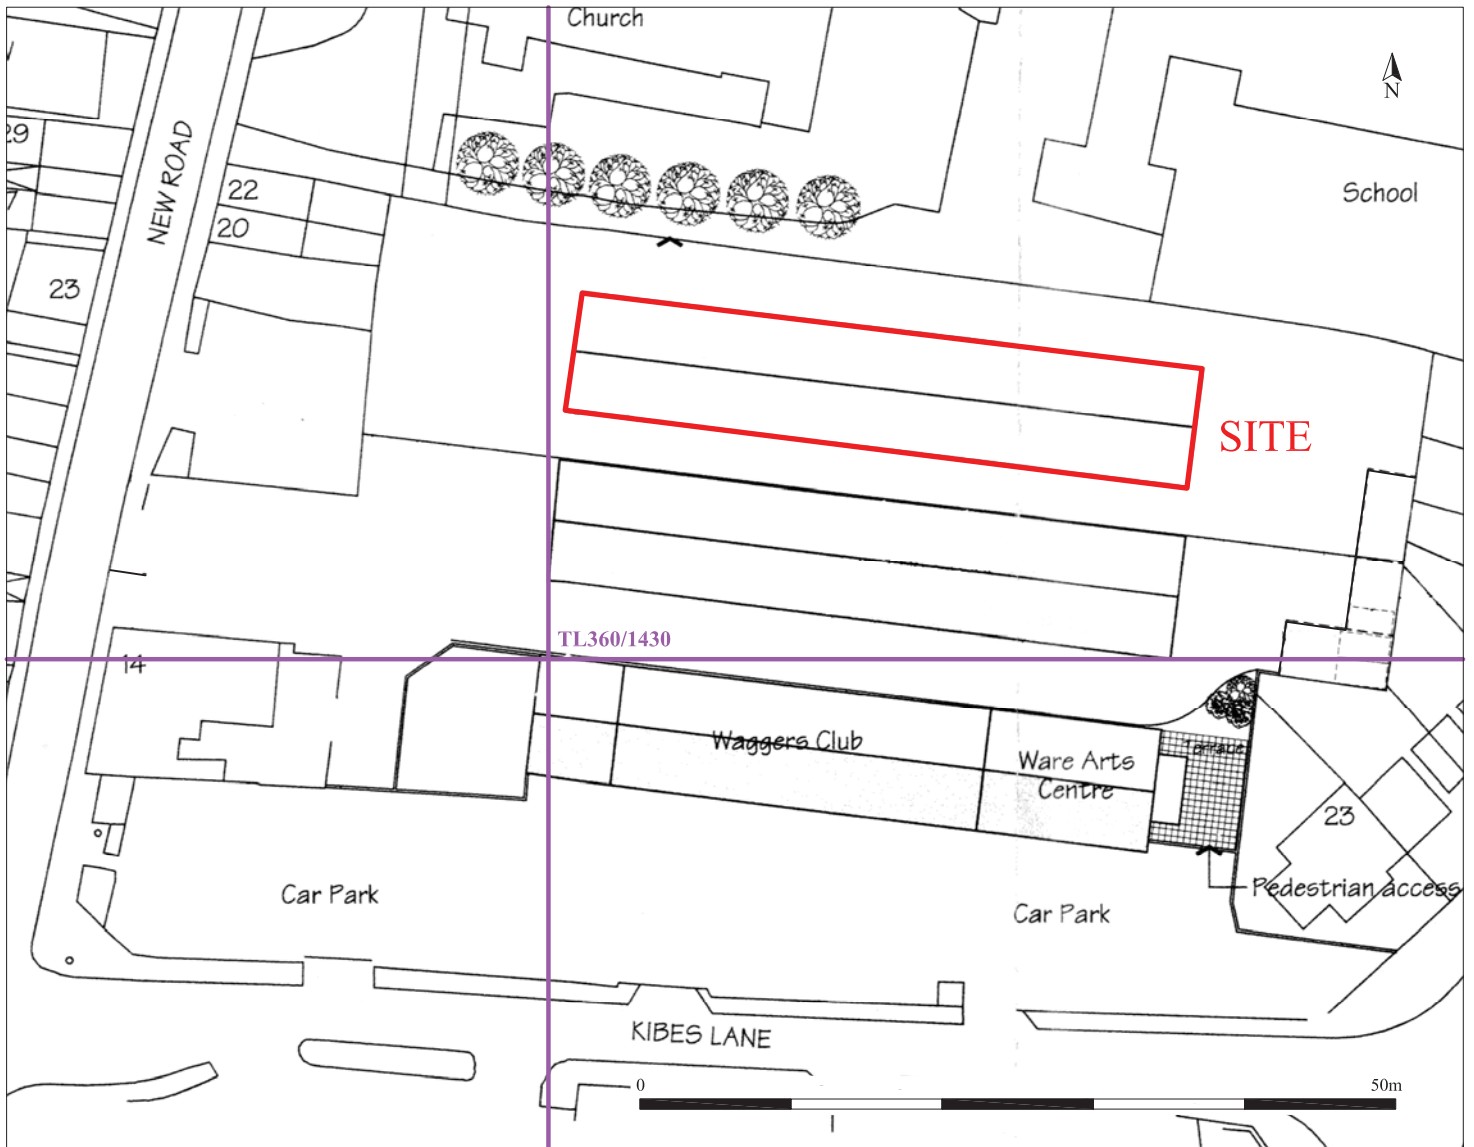 Church
N
29
NEW ROAD
22
20
School
23
SITE
TL360/1430
14
Waggers Club
Ware Arts
Centre
Terrace
23
Pedestrian access
Car Park
Car Park
KIBES LANE
0
50m